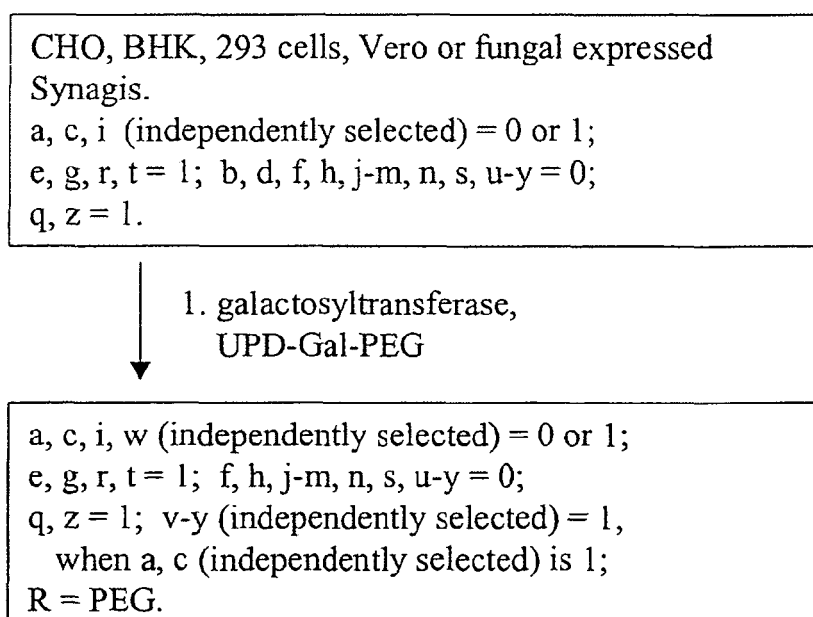 CHO, BHK, 293 cells, Vero or fungal expressed
Synagis.
a, c, i (independently selected) = 0 or 1;
e, g, r, t = 1; b, d, f, h, j-m, n, s, u-y = 0;
q, z = 1.
1. galactosyltransferase,
UPD-Gal-PEG
a, c, i, w (independently selected) = 0 or 1;
e, g, r, t = 1; f, h, j-m, n, s, u-y = 0;
q, z = 1; v-y (independently selected) = 1,
when a, c (independently selected) is 1;
R = PEG.